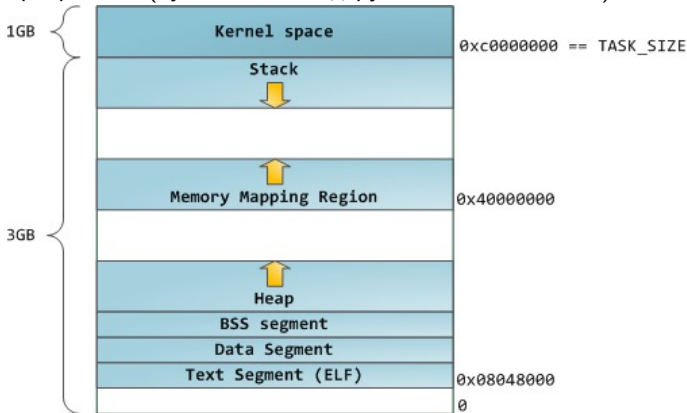 1GB
Kernel space
0xc0000000 == TASK_SIZE
Stack
Memory Mapping Region
0x40000000
3GB
Heap
BSS segment
Data Segment
Text Segment (ELF)
0x08048000
0